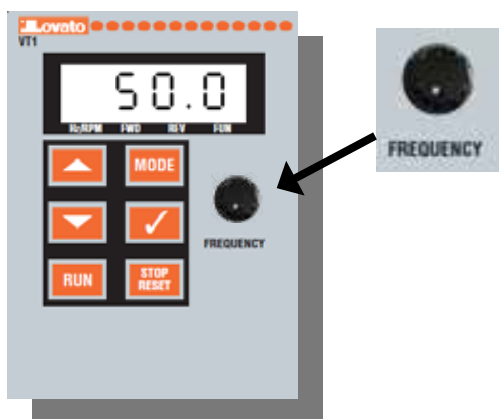 Lovato
VT1
50.0
Hz/RPM FWD REV FUN
MODE
RUN
STOP
RESET
FREQUENCY
FREQUENCY